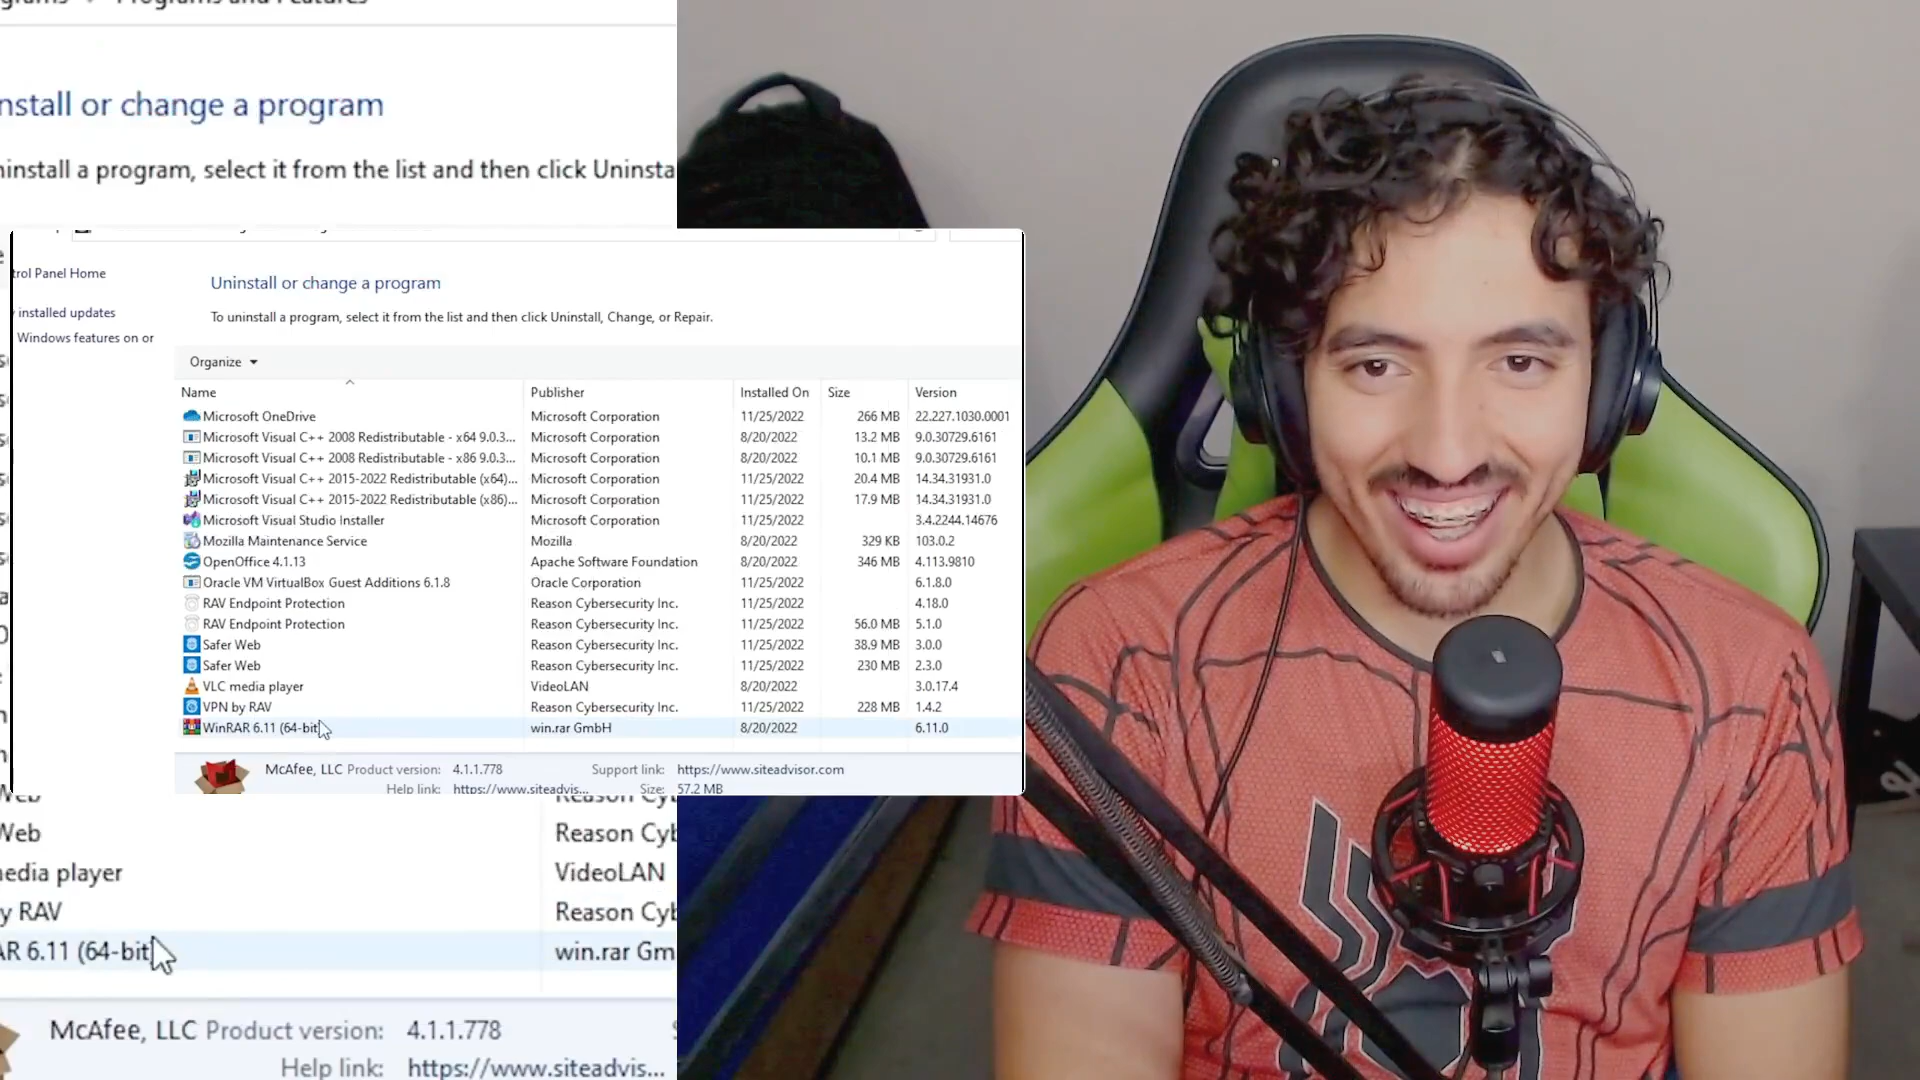 Programs and Features
nstall or change a program
ninstall a program, select it from the list and then click Uninsta
trol Panel Home
installed updates
Windows features on or
Uninstall or change a program
To uninstall a program, select it from the list and then click Uninstall, Change, or Repair.
Organize
Name Publisher Installed On Size Version
Microsoft OneDrive Microsoft Corporation 11/25/2022 266 MB 22.227.1030.0001
Microsoft Visual C++ 2008 Redistributable - x64 9.0.3... Microsoft Corporation 8/20/2022 13.2 MB 9.0.30729.6161
Microsoft Visual C++ 2008 Redistributable - x86 9.0.3... Microsoft Corporation 8/20/2022 10.1 MB 9.0.30729.6161
Microsoft Visual C++ 2015-2022 Redistributable (x64)... Microsoft Corporation 11/25/2022 20.4 MB 14.34.31931.0
Microsoft Visual C++ 2015-2022 Redistributable (x86)... Microsoft Corporation 11/25/2022 17.9 MB 14.34.31931.0
Microsoft Visual Studio Installer Microsoft Corporation 11/25/2022 3.4.2244.14676
Mozilla Maintenance Service Mozilla 8/20/2022 329 KB 103.0.2
OpenOffice 4.1.13 Apache Software Foundation 8/20/2022 346 MB 4.113.9810
Oracle VM VirtualBox Guest Additions 6.1.8 Oracle Corporation 11/25/2022 6.1.8.0
RAV Endpoint Protection Reason Cybersecurity Inc. 11/25/2022 4.18.0
RAV Endpoint Protection Reason Cybersecurity Inc. 11/25/2022 56.0 MB 5.1.0
Safer Web Reason Cybersecurity Inc. 11/25/2022 38.9 MB 3.0.0
Safer Web Reason Cybersecurity Inc. 11/25/2022 230 MB 2.3.0
VLC media player VideoLAN 8/20/2022 3.0.17.4
VPN by RAV Reason Cybersecurity Inc. 11/25/2022 228 MB 1.4.2
WinRAR 6.11 (64-bit) win.rar GmbH 8/20/2022 6.11.0
McAfee, LLC Product version: 4.1.1.778 Support link: https://www.siteadvisor.com
Help link: https://www.siteadvis... Size: 57.2 MB
Web Reason Cyb
media player VideoLAN
y RAV Reason Cyb
AR 6.11 (64-bit) win.rar Gm
McAfee, LLC Product version: 4.1.1.778
Help link: https://www.siteadvis...